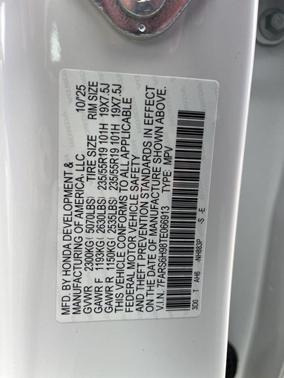 MFD. BY HONDA DEVELOPMENT & 10/'25
MANUFACTURING OF AMERICA, LLC
GVWR 2300KG( 5070LBS) TIRE SIZE RIM SIZE
GAWR F 1193KG( 2630LBS) 235/55R19 101H 19X7.5J
GAWR R 1150KG( 2535LBS) 235/55R19 101H 19X7.5J
THIS VEHICLE CONFORMS TO ALL APPLICABLE
FEDERAL MOTOR VEHICLE SAFETY
AND THEFT PREVENTION STANDARDS IN EFFECT
ON THE DATE OF MANUFACTURE SHOWN ABOVE.
V.I.N. 7FARS6H98TE066913 TYPE MPV
3D0 T AH6 -NH883P -S -E